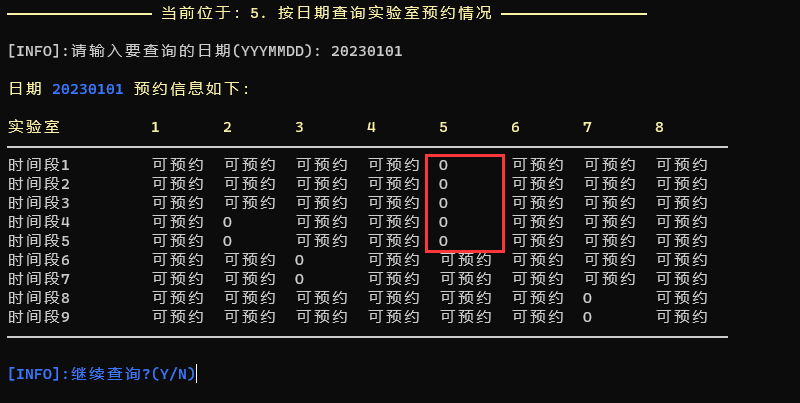 当前位于: 5. 按日期查询实验室预约情况
[INFO]:请输入要查询的日期(YYYMMDD): 20230101
日期 20230101 预约信息如下:
实验室 1 2 3 4 5 6 7 8
时间段1 可预约 可预约 可预约 可预约 0 可预约 可预约 可预约
时间段2 可预约 可预约 可预约 可预约 0 可预约 可预约 可预约
时间段3 可预约 可预约 可预约 可预约 0 可预约 可预约 可预约
时间段4 可预约 0 可预约 可预约 0 可预约 可预约 可预约
时间段5 可预约 0 可预约 可预约 0 可预约 可预约 可预约
时间段6 可预约 可预约 0 可预约 可预约 可预约 可预约 可预约
时间段7 可预约 可预约 0 可预约 可预约 可预约 可预约 可预约
时间段8 可预约 可预约 可预约 可预约 可预约 可预约 0 可预约
时间段9 可预约 可预约 可预约 可预约 可预约 可预约 0 可预约
[INFO]:继续查询?(Y/N)